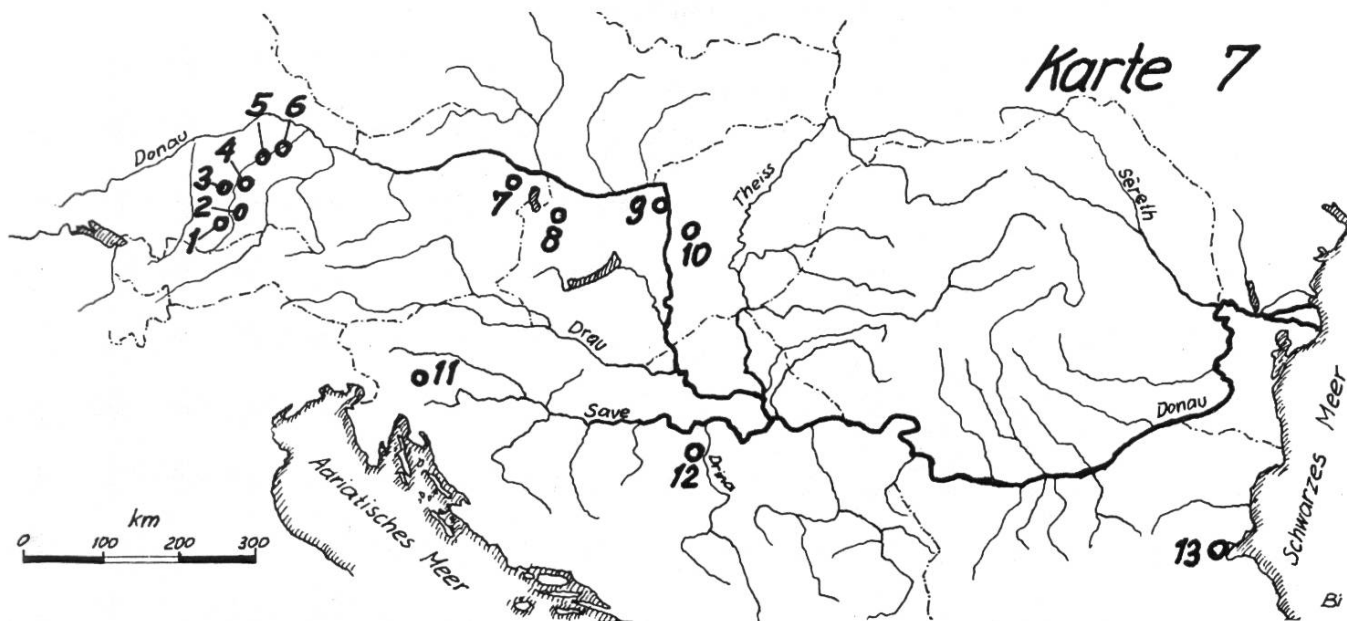 Karte 7
5 6
Donau
4
3
2
1
7
8
9
10
Theiss
Sereth
Drau
11
Save
Donau
12
Drina
Adriatisches Meer
Schwarzes Meer
13
km
0 100 200 300
Bi